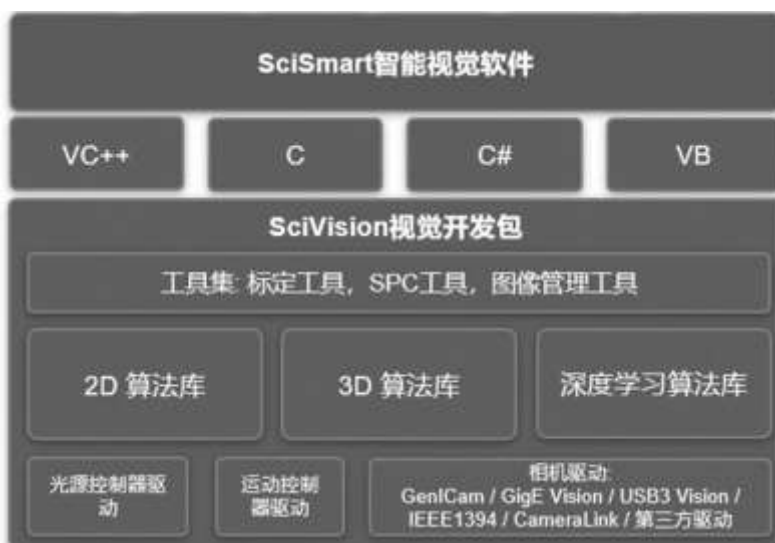 SciSmart智能视觉软件
VC++
C
C#
VB
SciVision视觉开发包
工具集: 标定工具，SPC工具，图像管理工具
2D 算法库
3D 算法库
深度学习算法库
光源控制器驱
动
运动控制
器驱动
相机驱动:
GenICam / GigE Vision / USB3 Vision /
IEEE1394 / CameraLink / 第三方驱动